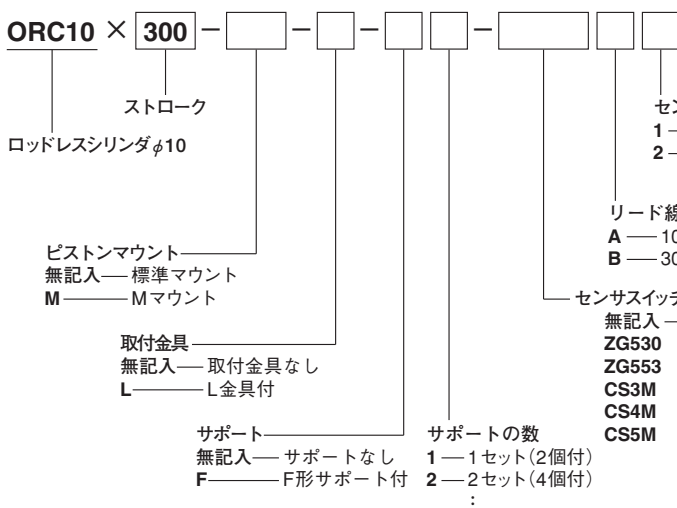 ORC10 × 300 - - - -
ストローク
ロッドレスシリンダφ10
セン
1
2
リード線
A — 10
B — 30
ピストンマウント
無記入 — 標準マウント
M — Mマウント
センサスイッチ
無記入
ZG530
ZG553
CS3M
CS4M
CS5M
取付金具
無記入 — 取付金具なし
L — L金具付
サポート
無記入 — サポートなし
F — F形サポート付
サポートの数
1 — 1セット(2個付)
2 — 2セット(4個付)
: